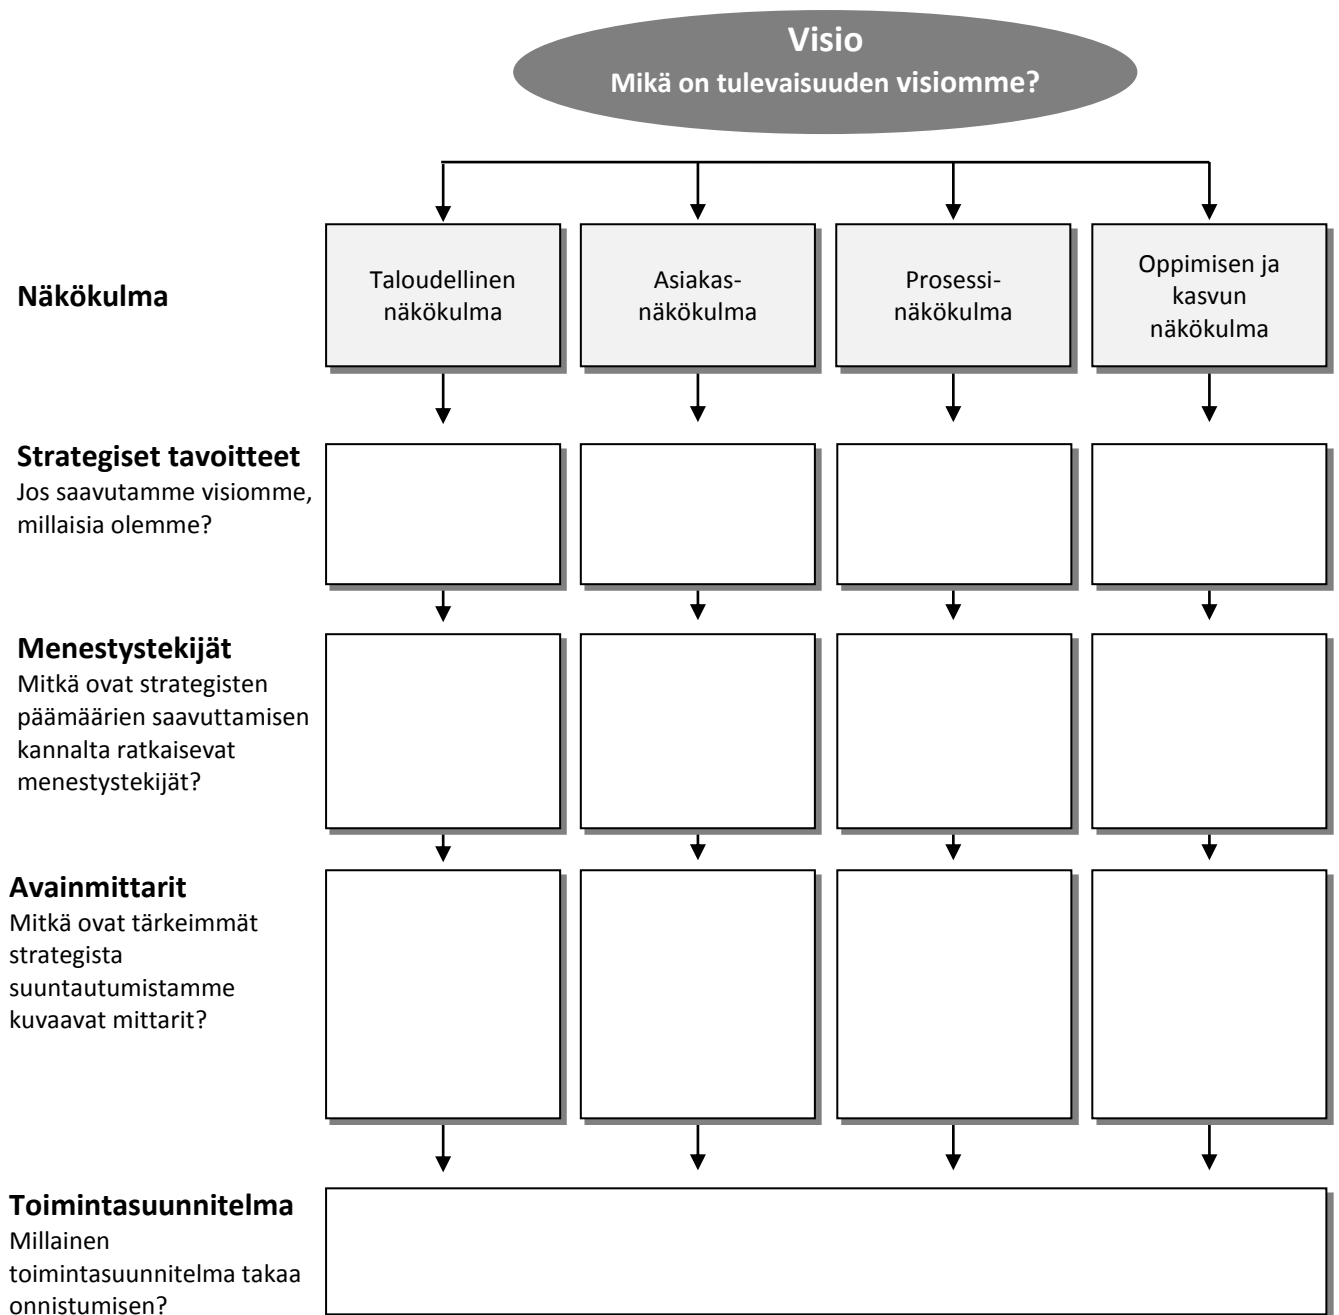 Visio
Mikä on tulevaisuuden visiomme?
Näkökulma
Taloudellinen
näkökulma
Asiakas-
näkökulma
Prosessi-
näkökulma
Oppimisen ja
kasvun
näkökulma
Strategiset tavoitteet
Jos saavutamme visiomme,
millaisia olemme?
Menestystekijät
Mitkä ovat strategisten
päämäärien saavuttamisen
kannalta ratkaisevat
menestystekijät?
Avainmittarit
Mitkä ovat tärkeimmät
strategista
suuntautumistamme
kuvaavat mittarit?
Toimintasuunnitelma
Millainen
toimintasuunnitelma takaa
onnistumisen?